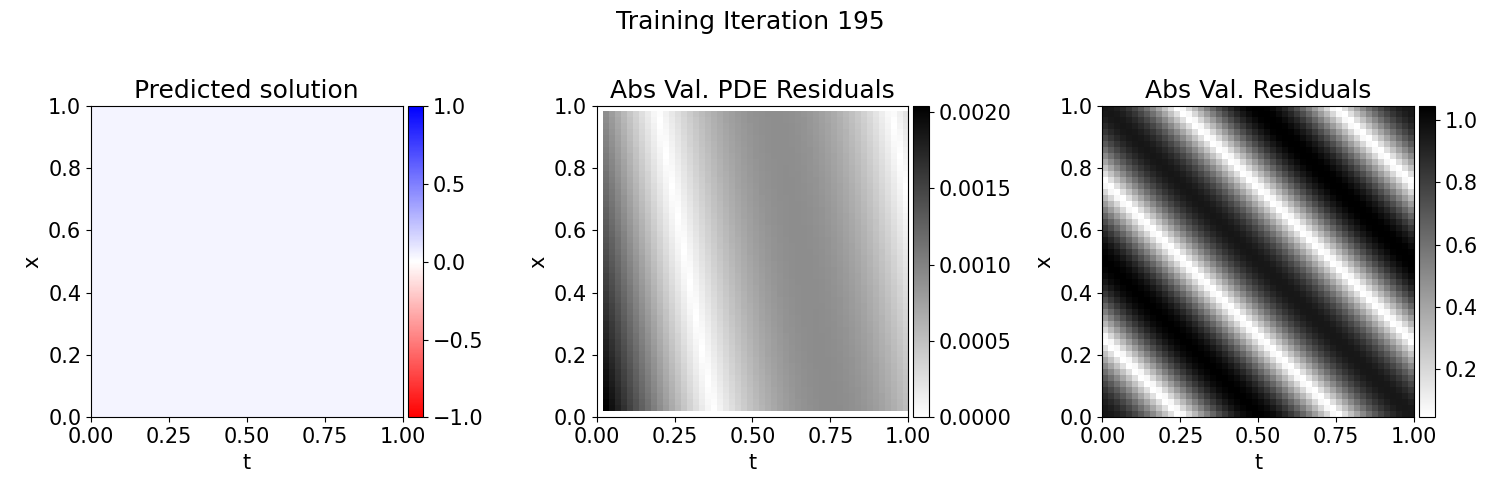 Training Iteration 195
Predicted solution
Abs Val. PDE Residuals
Abs Val. Residuals
1.0
0.8
0.6
0.4
0.2
0.0
x
0.00 0.25 0.50 0.75 1.00
t
1.0
0.5
0.0
−0.5
−1.0
1.0
0.8
0.6
0.4
0.2
0.0
x
0.00 0.25 0.50 0.75 1.00
t
0.0020
0.0015
0.0010
0.0005
0.0000
1.0
0.8
0.6
0.4
0.2
0.0
x
0.00 0.25 0.50 0.75 1.00
t
1.0
0.8
0.6
0.4
0.2